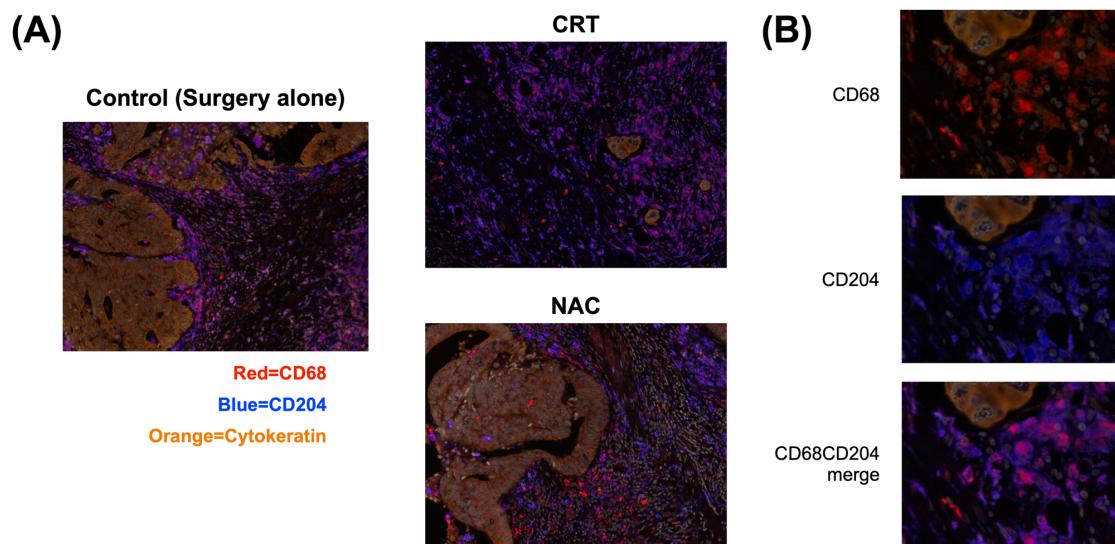 (A)
Control (Surgery alone)
Red=CD68
Blue=CD204
Orange=Cytokeratin
CRT
NAC
(B)
CD68
CD204
CD68CD204
merge